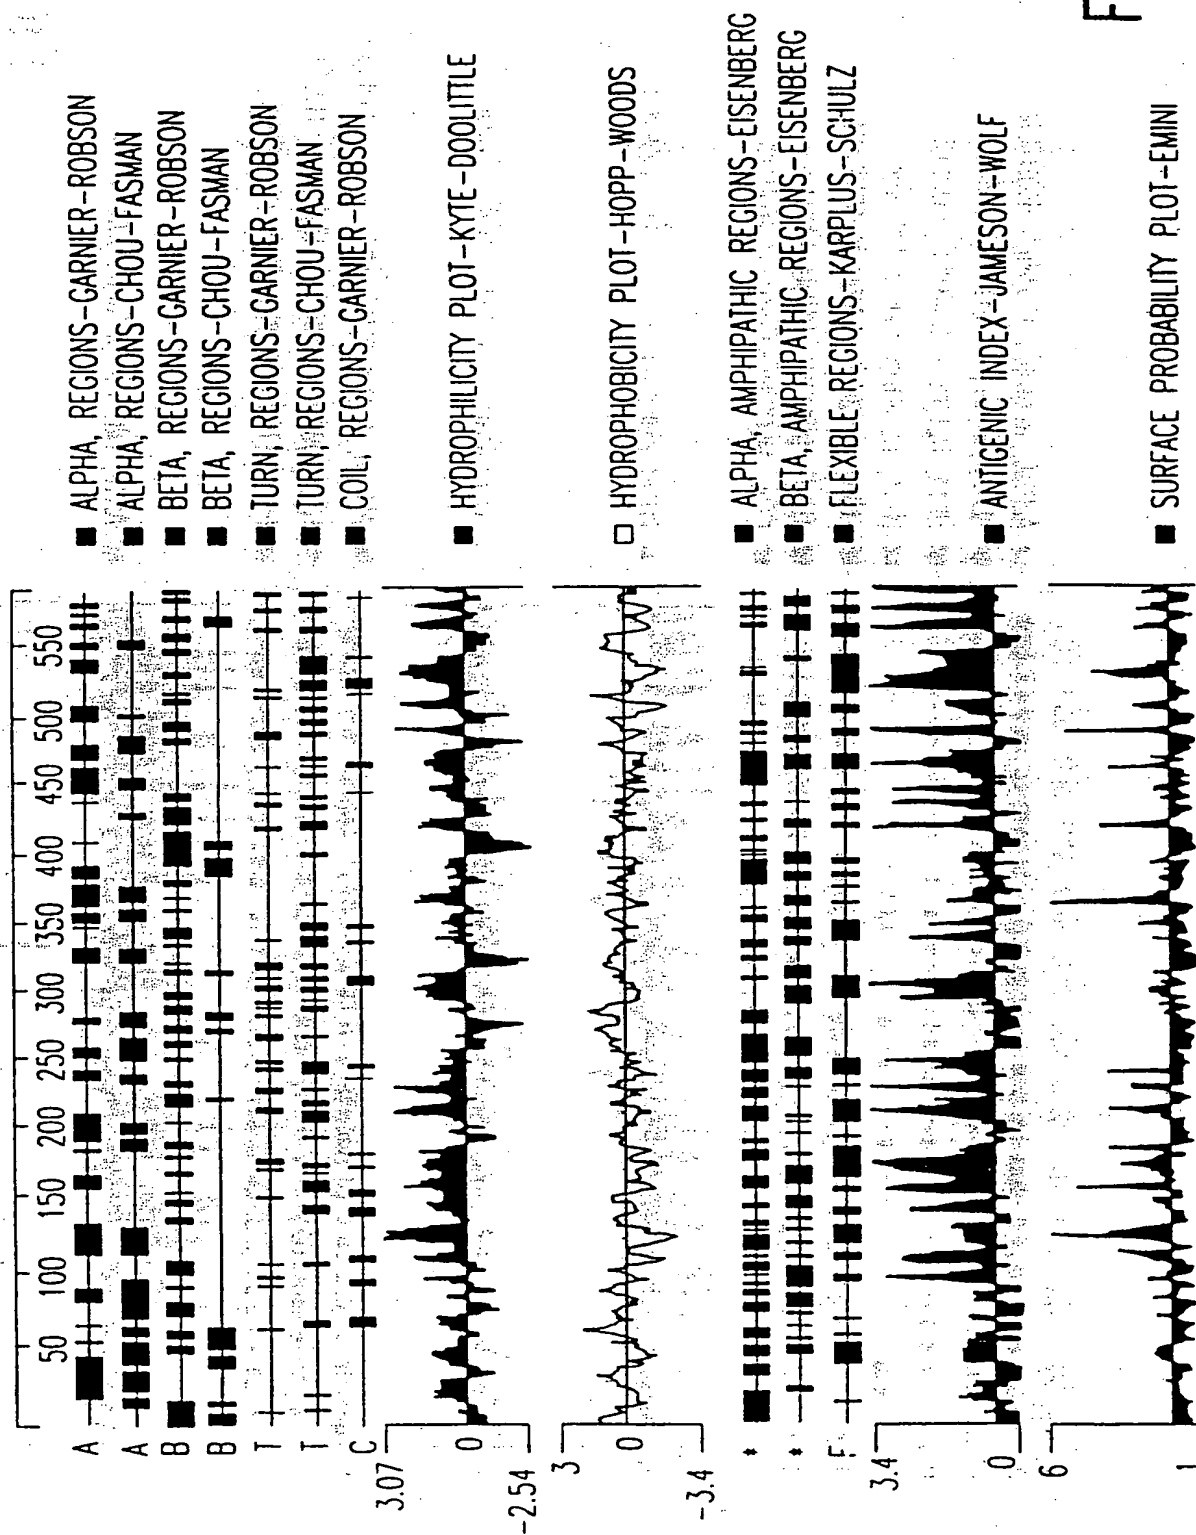 50 100 150 200 250 300 350 400 450 500 550
A ALPHA, REGIONS-GARNIER-ROBSON
A ALPHA, REGIONS-CHOU-FASMAN
B BETA, REGIONS-GARNIER-ROBSON
B BETA, REGIONS-CHOU-FASMAN
T TURN, REGIONS-GARNIER-ROBSON
T TURN, REGIONS-CHOU-FASMAN
C COIL, REGIONS-GARNIER-ROBSON
3.07
0 HYDROPHILICITY PLOT-KYTE-DOOLITTLE
-2.54
3
0 HYDROPHOBICITY PLOT-HOPP-WOODS
-3.4
* ALPHA, AMPHIPATHIC REGIONS-EISENBERG
* BETA, AMPHIPATHIC REGIONS-EISENBERG
F FLEXIBLE REGIONS-KARPLUS-SCHULZ
3.4
0 ANTIGENIC INDEX-JAMESON-WOLF
6
SURFACE PROBABILITY PLOT-EMINI
1
F